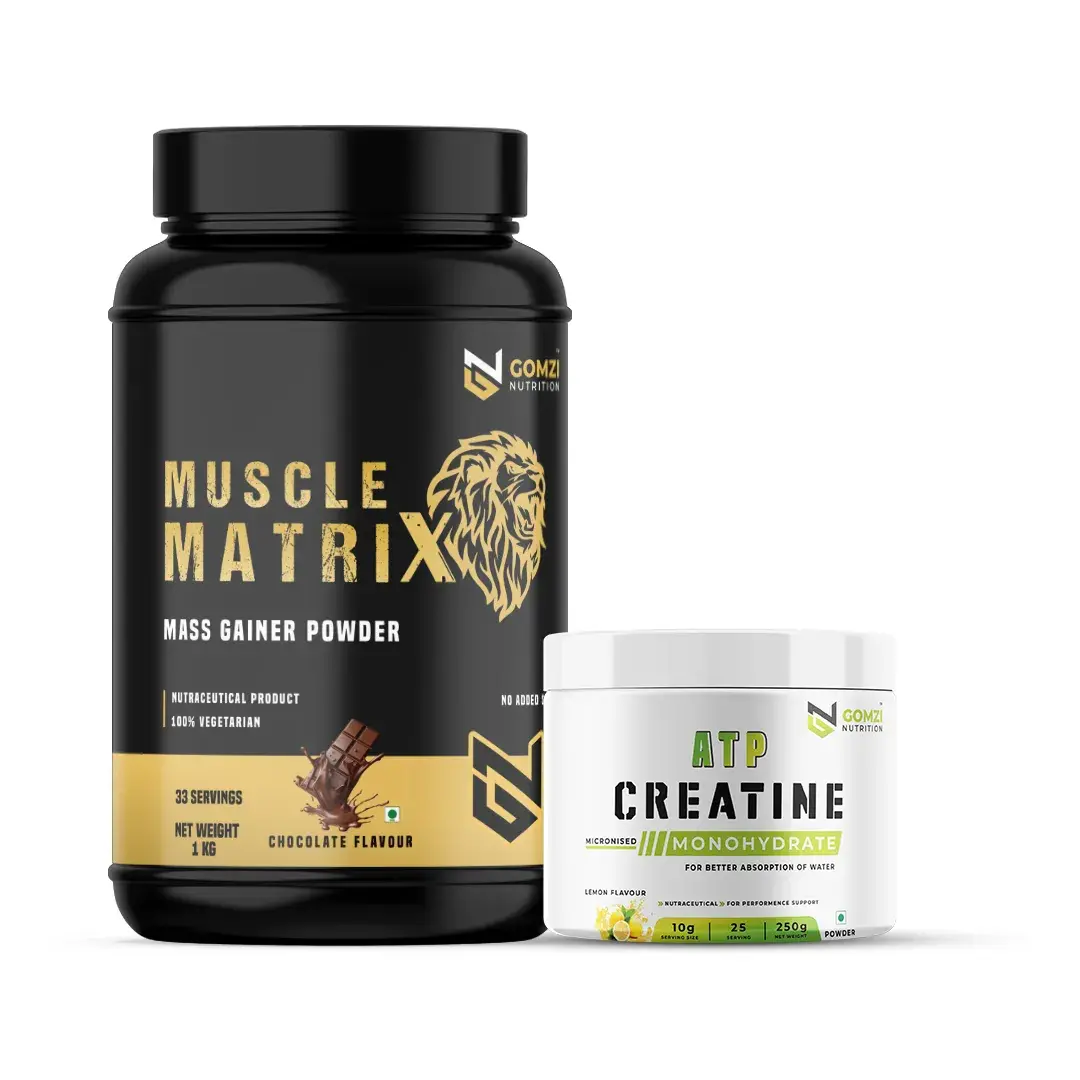 GOMZI
NUTRITION
MUSCLE
MATRIX
MASS GAINER POWDER
NUTRACEUTICAL PRODUCT
100% VEGETARIAN
NO ADDED
33 SERVINGS
NET WEIGHT
1 KG
CHOCOLATE FLAVOUR
GOMZI
NUTRITION
ATP
CREATINE
MICRONISED MONOHYDRATE
FOR BETTER ABSORPTION OF WATER
LEMON FLAVOUR
NUTRACEUTICAL FOR PERFORMENCE SUPPORT
10g 25 250g
SERVING SIZE SERVING NET WEIGHT
POWDER